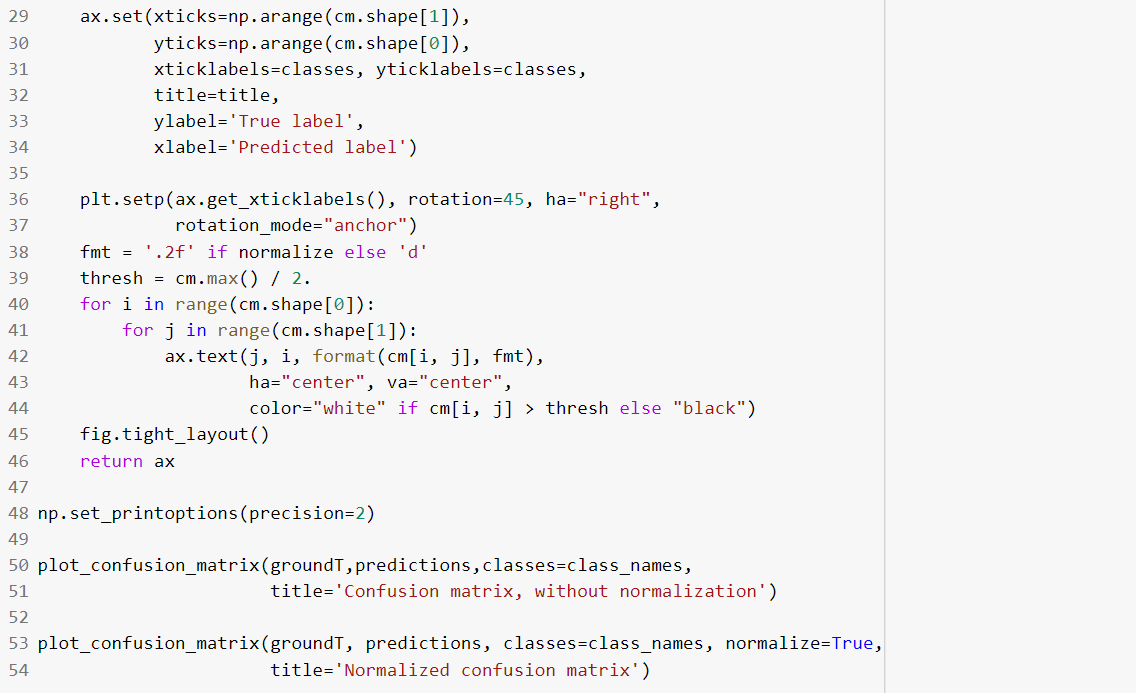 29     ax.set(xticks=np.arange(cm.shape[1]),
30            yticks=np.arange(cm.shape[0]),
31            xticklabels=classes, yticklabels=classes,
32            title=title,
33            ylabel='True label',
34            xlabel='Predicted label')
35
36     plt.setp(ax.get_xticklabels(), rotation=45, ha="right",
37              rotation_mode="anchor")
38     fmt = '.2f' if normalize else 'd'
39     thresh = cm.max() / 2.
40     for i in range(cm.shape[0]):
41         for j in range(cm.shape[1]):
42             ax.text(j, i, format(cm[i, j], fmt),
43                     ha="center", va="center",
44                     color="white" if cm[i, j] > thresh else "black")
45     fig.tight_layout()
46     return ax
47
48 np.set_printoptions(precision=2)
49
50 plot_confusion_matrix(groundT,predictions,classes=class_names,
51                       title='Confusion matrix, without normalization')
52
53 plot_confusion_matrix(groundT, predictions, classes=class_names, normalize=True,
54                       title='Normalized confusion matrix')